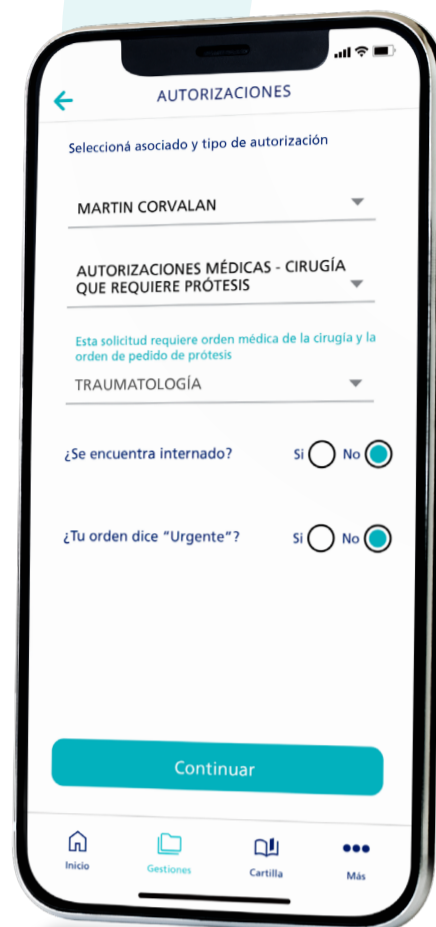 AUTORIZACIONES
Seleccioná asociado y tipo de autorización
MARTIN CORVALAN
AUTORIZACIONES MÉDICAS - CIRUGÍA
QUE REQUIERE PRÓTESIS
Esta solicitud requiere orden médica de la cirugía y la
orden de pedido de prótesis
TRAUMATOLOGÍA
¿Se encuentra internado? Si No
¿Tu orden dice "Urgente"? Si No
Continuar
Inicio Gestiones Cartilla Más